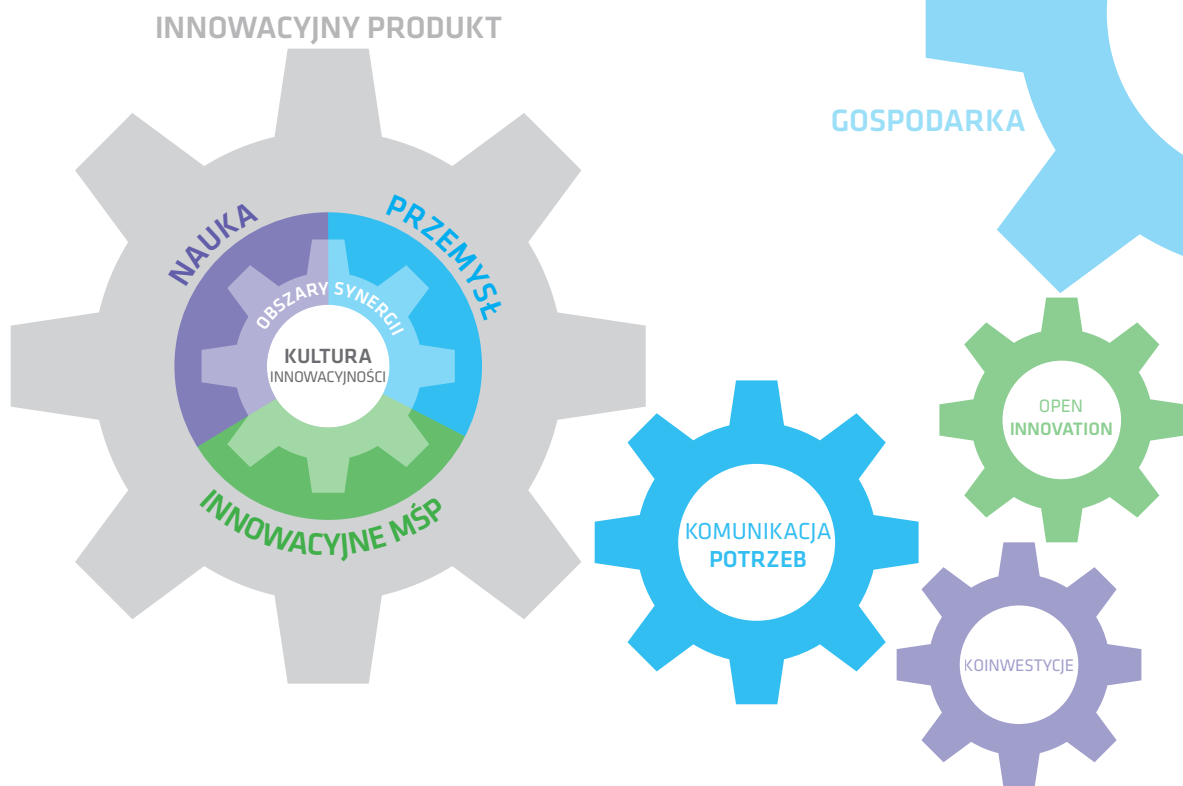 INNOWACYJNY PRODUKT
GOSPODARKA
NAUKA
PRZEMYSŁ
OBSZARY SYNERGII
KULTURA
INNOWACYJNOŚCI
INNOWACYJNE MŚP
OPEN
INNOVATION
KOMUNIKACJA
POTRZEB
KOINWESTYCJE